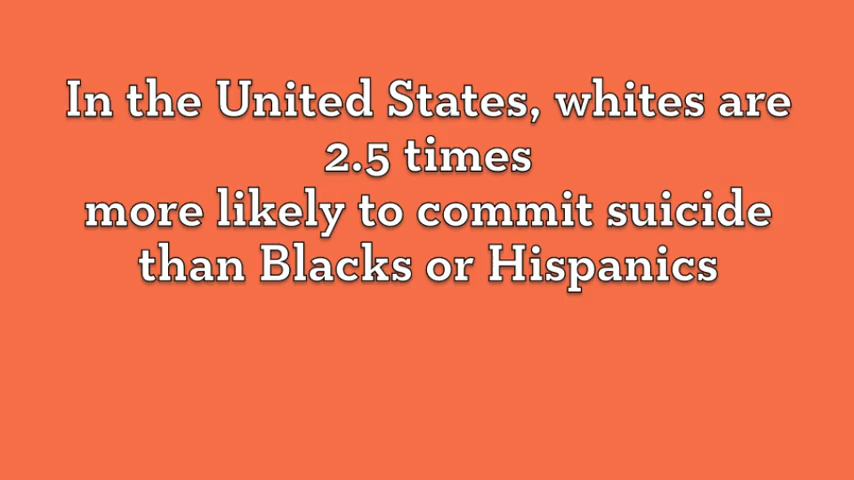 In the United States, whites are
2.5 times
more likely to commit suicide
than Blacks or Hispanics